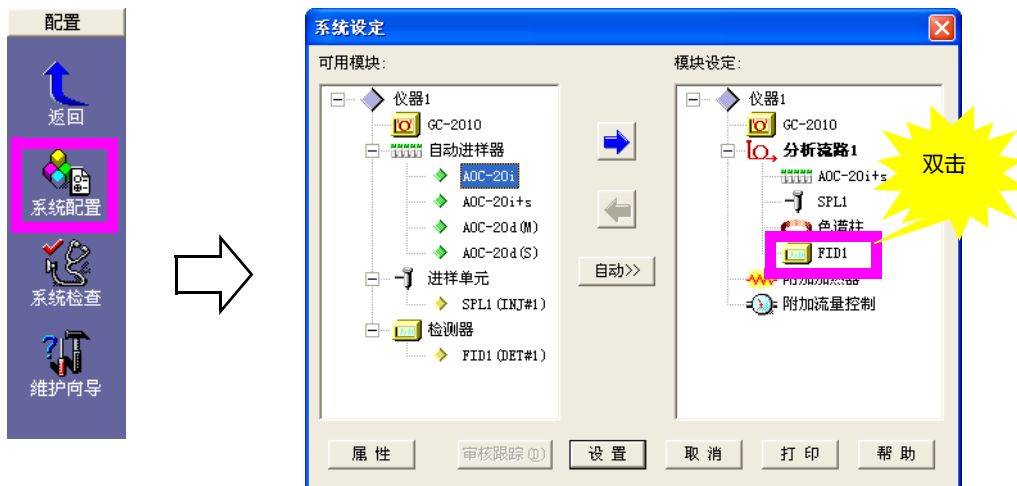 配置
返回
系统配置
系统检查
维护向导
系统设定
可用模块:
仪器1
GC-2010
自动进样器
AOC-20i
AOC-20i+s
AOC-20d(M)
AOC-20d(S)
进样单元
SPL1(INJ#1)
检测器
FID1(DET#1)
自动>>
模块设定:
仪器1
GC-2010
分析流路1
AOC-20i+s
SPL1
色谱柱
FID1
附加加热器
附加流量控制
双击
属 性
审核跟踪(D)
设 置
取 消
打 印
帮 助